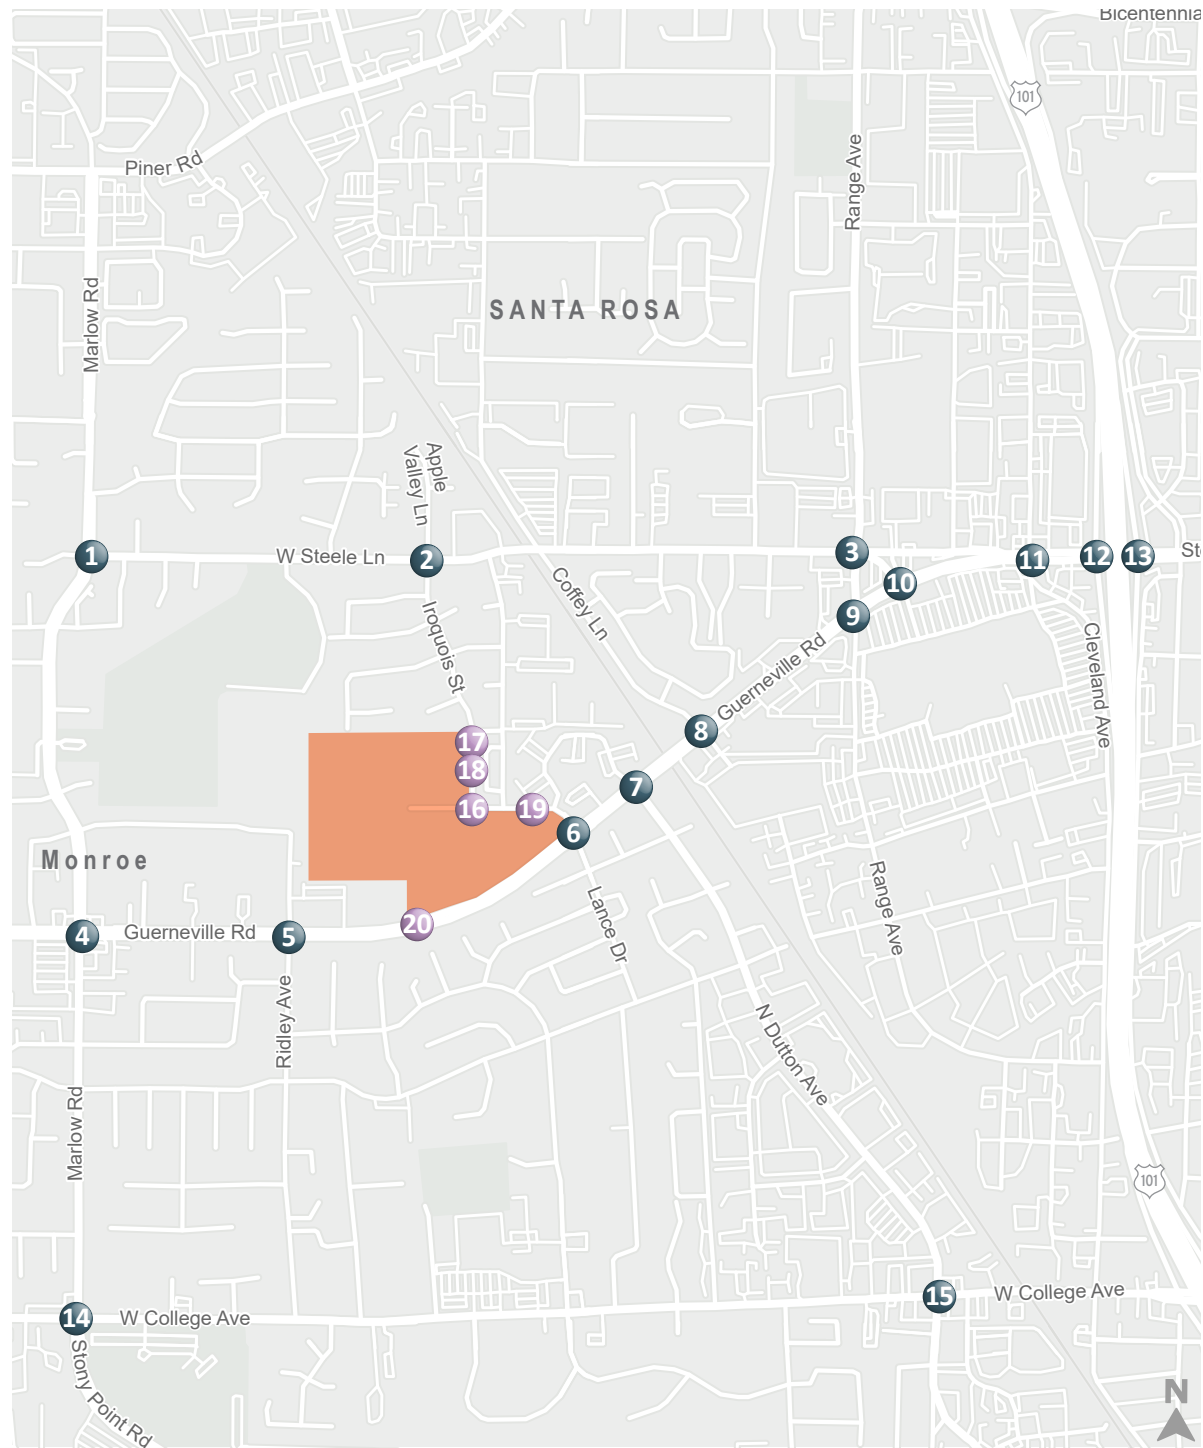 Bicentennia
101
Piner Rd
Range Ave
Marlow Rd
SANTA ROSA
Apple
Valley Ln
1
W Steele Ln
2
3
11
12
13
Ste
10
Coffey Ln
9
Iroquois St
Guerneville Rd
Cleveland Ave
8
17
18
7
16
19
6
Monroe
Range Ave
20
4
Guerneville Rd
5
Lance Dr
Ridley Ave
N Dutton Ave
Marlow Rd
101
15
W College Ave
14
W College Ave
Stony Point Rd
N